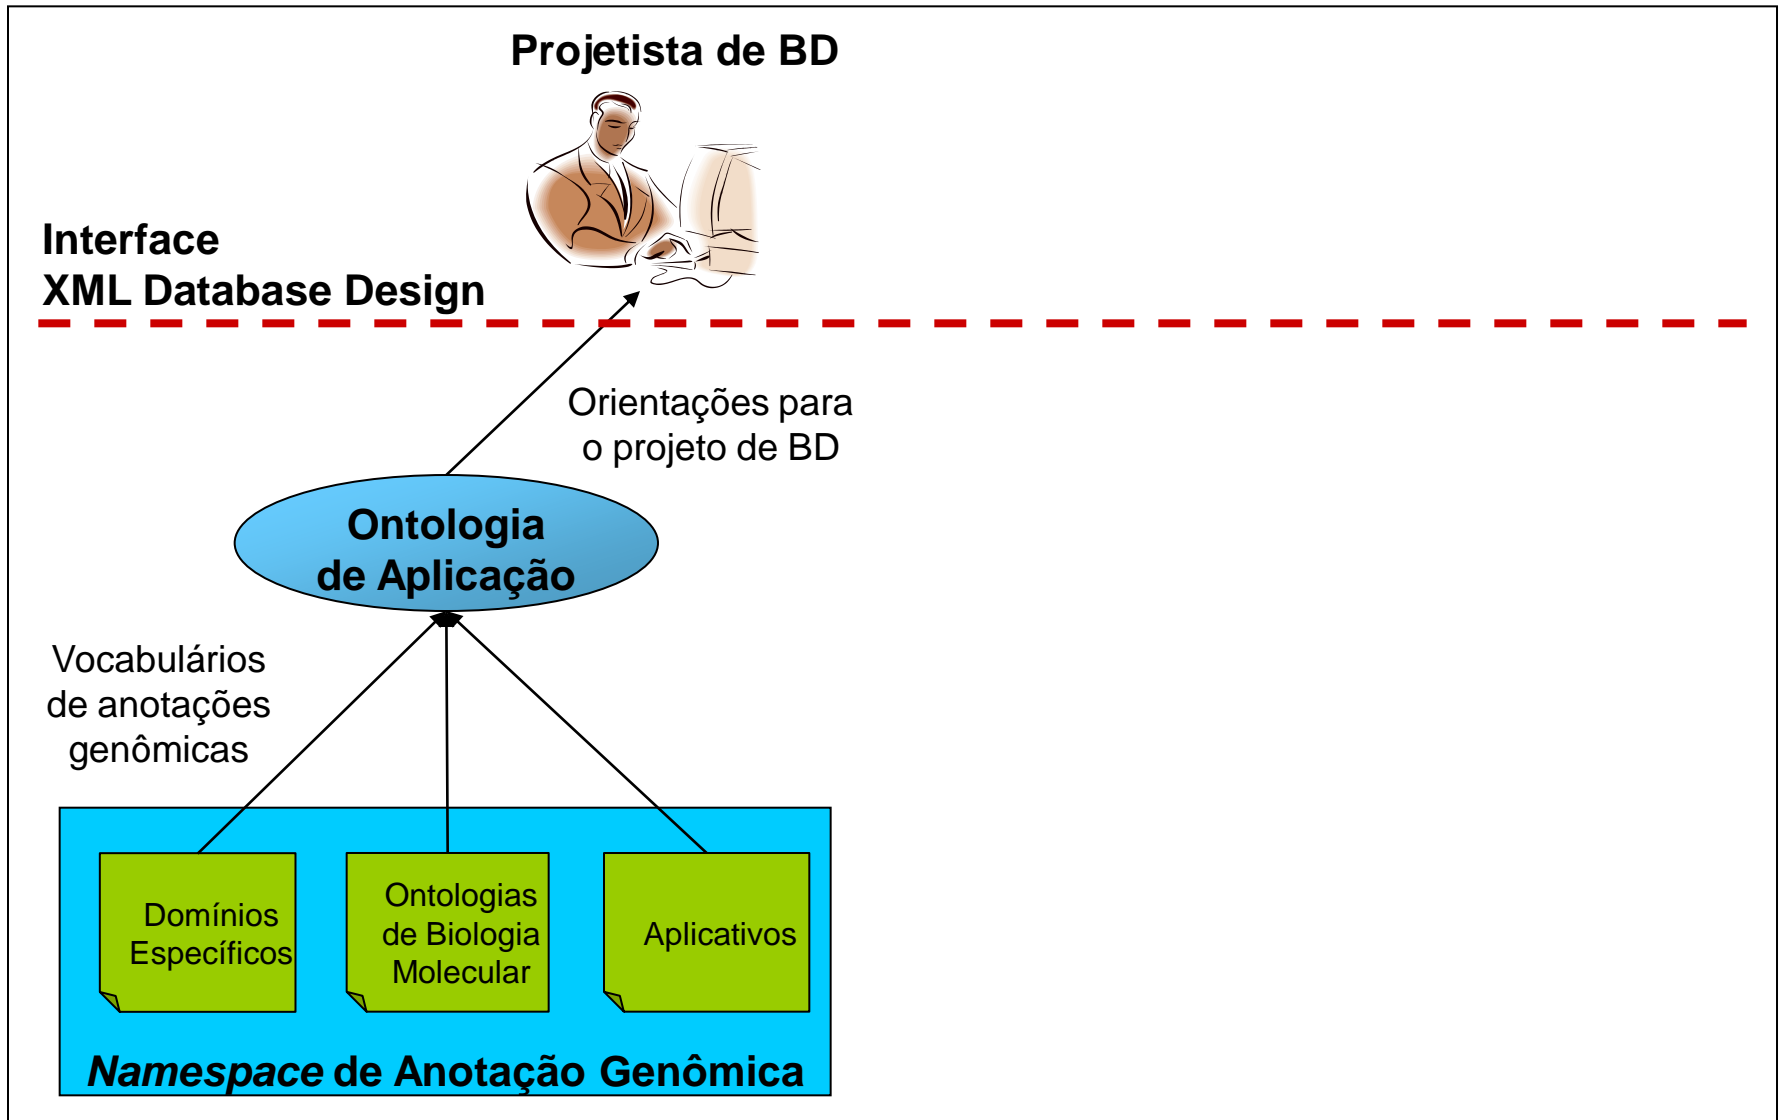 Projetista de BD
Interface
XML Database Design
Orientações para
o projeto de BD
Ontologia
de Aplicação
Vocabulários
de anotações
genômicas
Domínios
Específicos
Ontologias
de Biologia
Molecular
Aplicativos
Namespace de Anotação Genômica